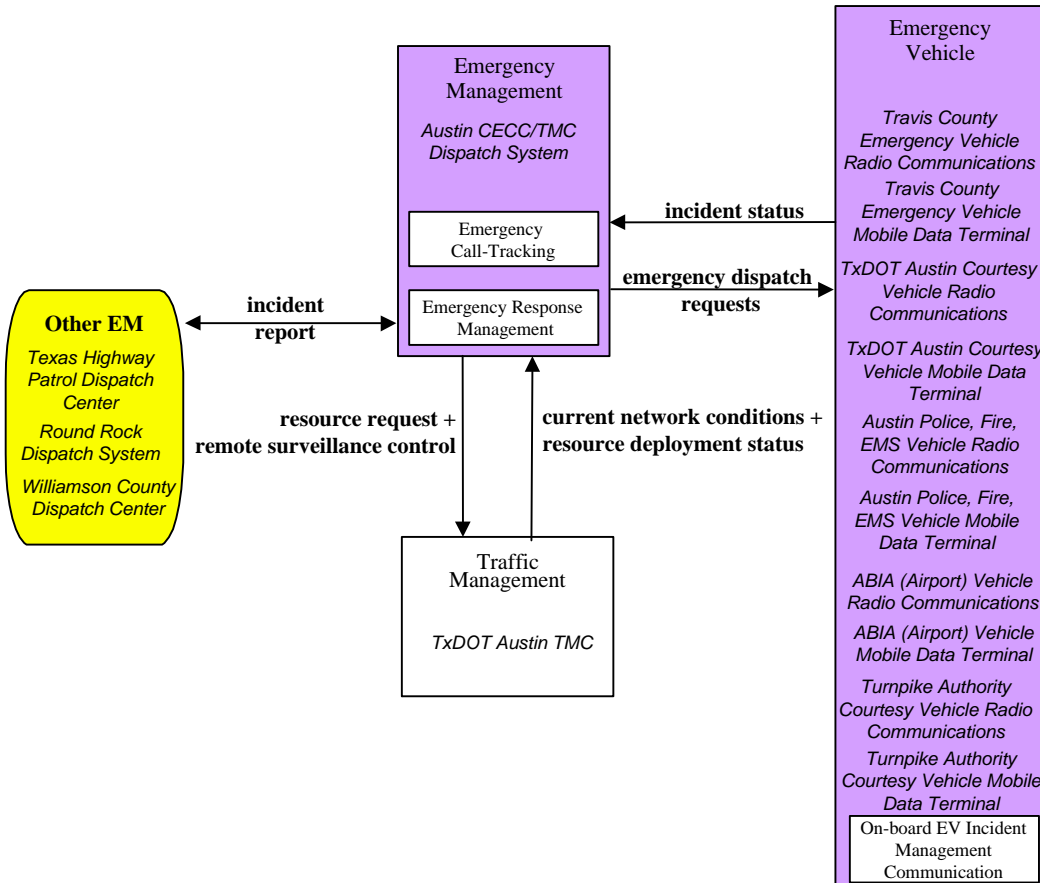 Emergency
Management
Austin CECC/TMC
Dispatch System
Emergency
Call-Tracking
Emergency Response
Management
incident status
emergency dispatch
requests
Other EM
Texas Highway
Patrol Dispatch
Center
Round Rock
Dispatch System
Williamson County
Dispatch Center
incident
report
resource request +
remote surveillance control
current network conditions +
resource deployment status
Traffic
Management
TxDOT Austin TMC
Emergency
Vehicle
Travis County
Emergency Vehicle
Radio Communications
Travis County
Emergency Vehicle
Mobile Data Terminal
TxDOT Austin Courtesy
Vehicle Radio
Communications
TxDOT Austin Courtesy
Vehicle Mobile Data
Terminal
Austin Police, Fire,
EMS Vehicle Radio
Communications
Austin Police, Fire,
EMS Vehicle Mobile
Data Terminal
ABIA (Airport) Vehicle
Radio Communications
ABIA (Airport) Vehicle
Mobile Data Terminal
Turnpike Authority
Courtesy Vehicle Radio
Communications
Turnpike Authority
Courtesy Vehicle Mobile
Data Terminal
On-board EV Incident
Management
Communication